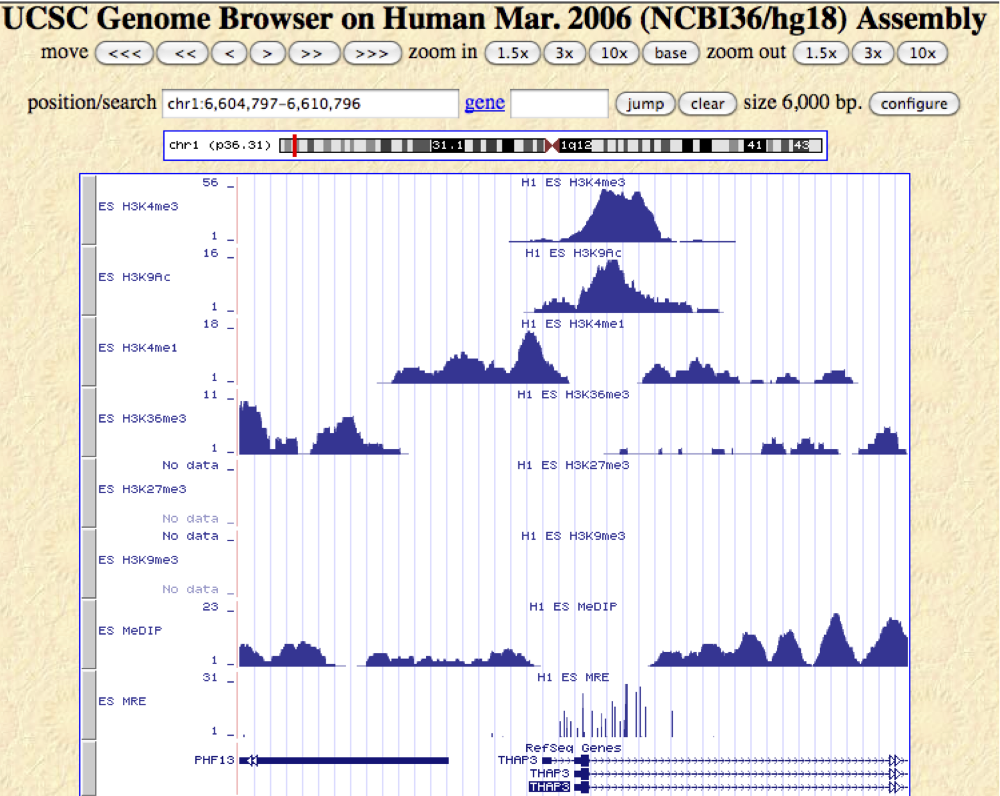 UCSC Genome Browser on Human Mar. 2006 (NCBI36/hg18) Assembly
move <<< << < > >> >>> zoom in 1.5x 3x 10x base zoom out 1.5x 3x 10x
position/search chr1:6,604,797-6,610,796 gene jump clear size 6,000 bp. configure
chr1 (p36.31) 31.1 1q12 41 43
56 H1 ES H3K4me3
ES H3K4me3
1
16 H1 ES H3K9Ac
ES H3K9Ac
1
18 H1 ES H3K4me1
ES H3K4me1
1
11 H1 ES H3K36me3
ES H3K36me3
1
No data H1 ES H3K27me3
ES H3K27me3
No data
No data H1 ES H3K9me3
ES H3K9me3
No data
23 H1 ES MeDIP
ES MeDIP
1
31 H1 ES MRE
ES MRE
1
RefSeq Genes
PHF13 THAP3
THAP3
THAP3